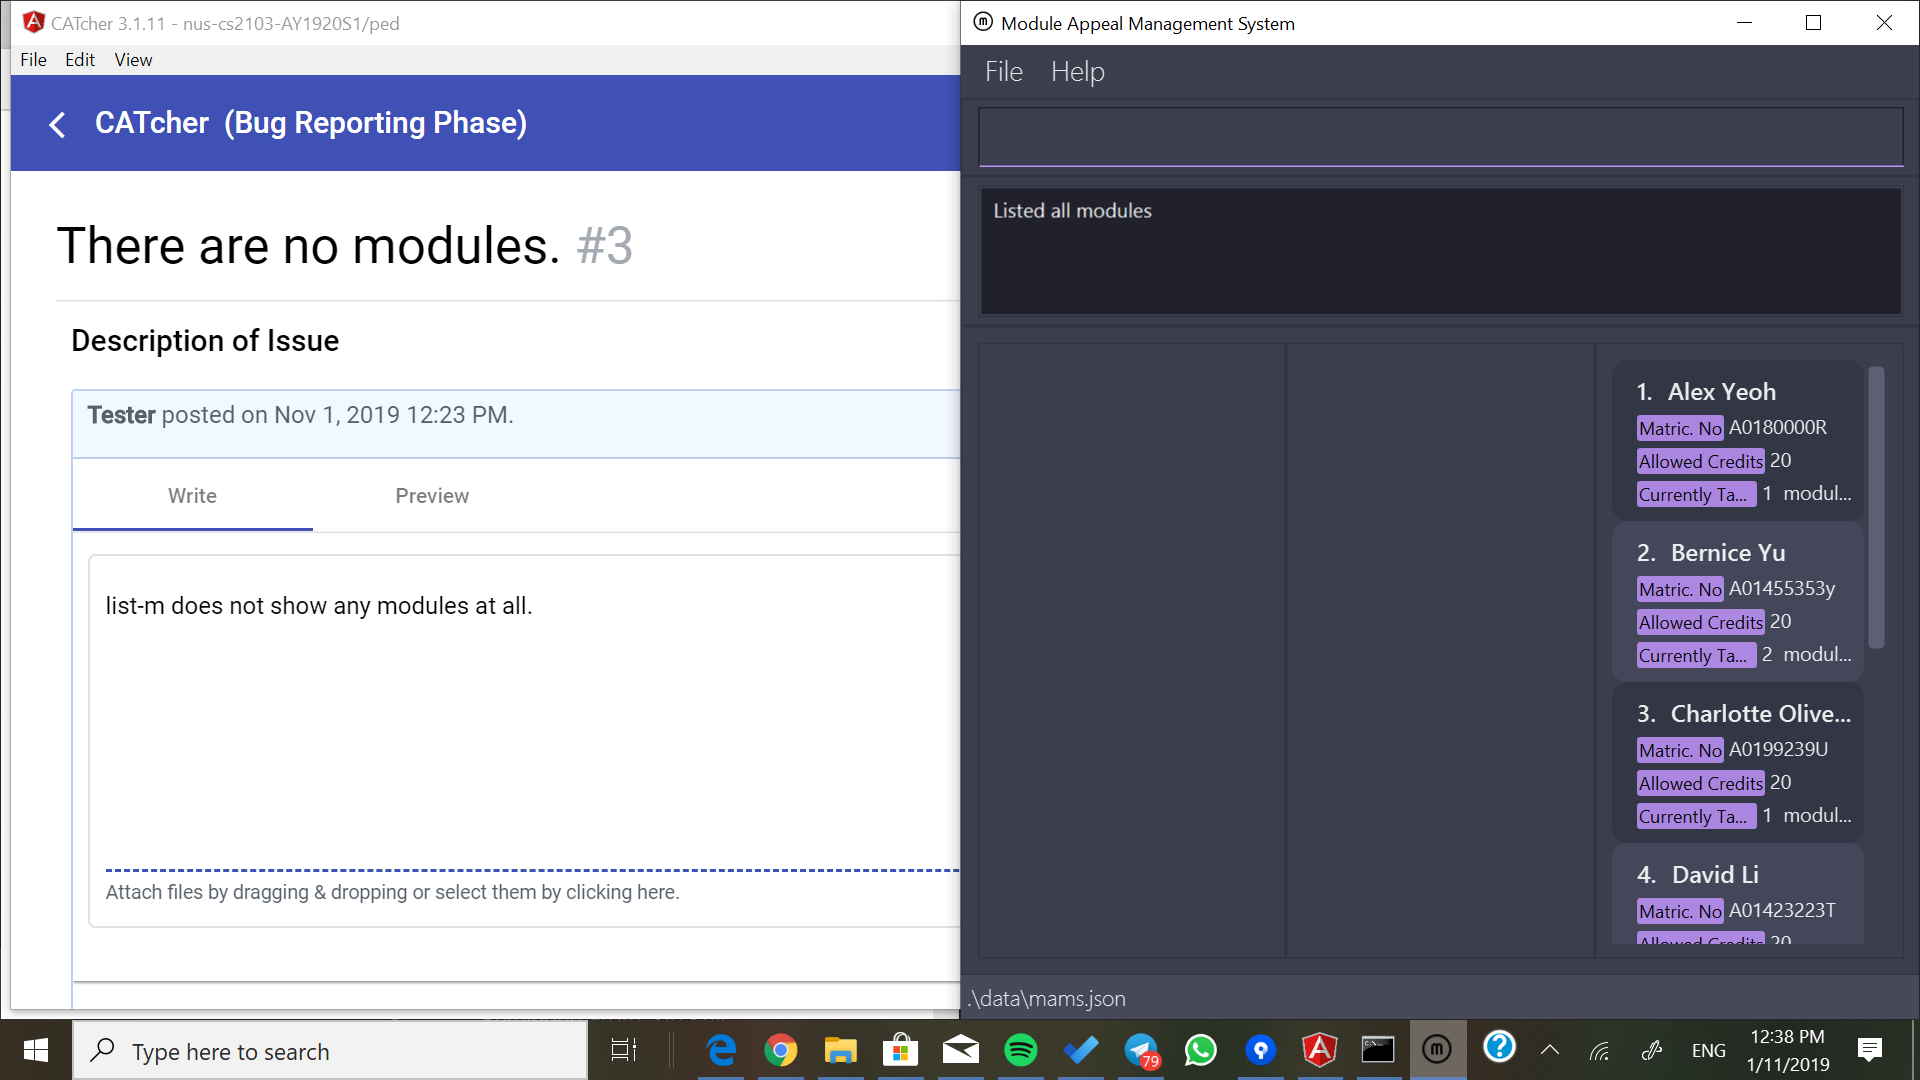 CATcher 3.1.11 - nus-cs2103-AY1920S1/ped
File Edit View
CATcher (Bug Reporting Phase)
There are no modules. #3
Description of Issue
Tester posted on Nov 1, 2019 12:23 PM.
Write Preview
list-m does not show any modules at all.
Attach files by dragging & dropping or select them by clicking here.
Module Appeal Management System
File Help
Listed all modules
1. Alex Yeoh
Matric. No A0180000R
Allowed Credits 20
Currently Ta... 1 modul...
2. Bernice Yu
Matric. No A01455353y
Allowed Credits 20
Currently Ta... 2 modul...
3. Charlotte Olive...
Matric. No A0199239U
Allowed Credits 20
Currently Ta... 1 modul...
4. David Li
Matric. No A01423223T
Allowed Credits 20
.\data\mams.json
Type here to search
79
ENG
12:38 PM
1/11/2019